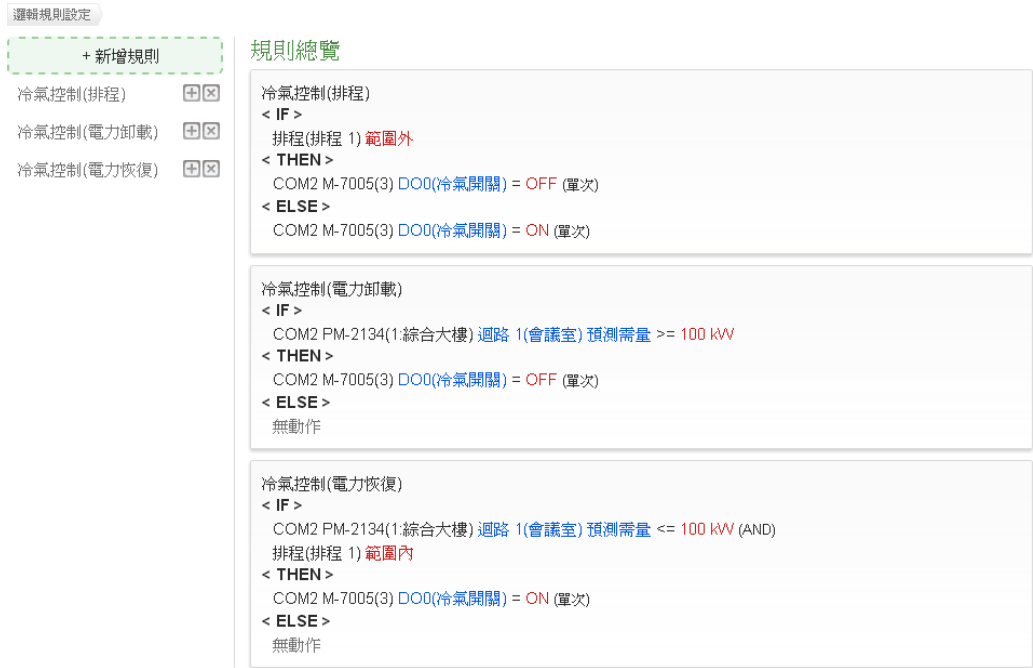 邏輯規則設定
+ 新增規則
冷氣控制(排程)
冷氣控制(電力卸載)
冷氣控制(電力恢復)
規則總覽
冷氣控制(排程)
< IF >
排程(排程 1) 範圍外
< THEN >
COM2 M-7005(3) DO0(冷氣開關) = OFF (單次)
< ELSE >
COM2 M-7005(3) DO0(冷氣開關) = ON (單次)
冷氣控制(電力卸載)
< IF >
COM2 PM-2134(1:綜合大樓) 迴路 1(會議室) 預測需量 >= 100 kW
< THEN >
COM2 M-7005(3) DO0(冷氣開關) = OFF (單次)
< ELSE >
無動作
冷氣控制(電力恢復)
< IF >
COM2 PM-2134(1:綜合大樓) 迴路 1(會議室) 預測需量 <= 100 kW (AND)
排程(排程 1) 範圍內
< THEN >
COM2 M-7005(3) DO0(冷氣開關) = ON (單次)
< ELSE >
無動作